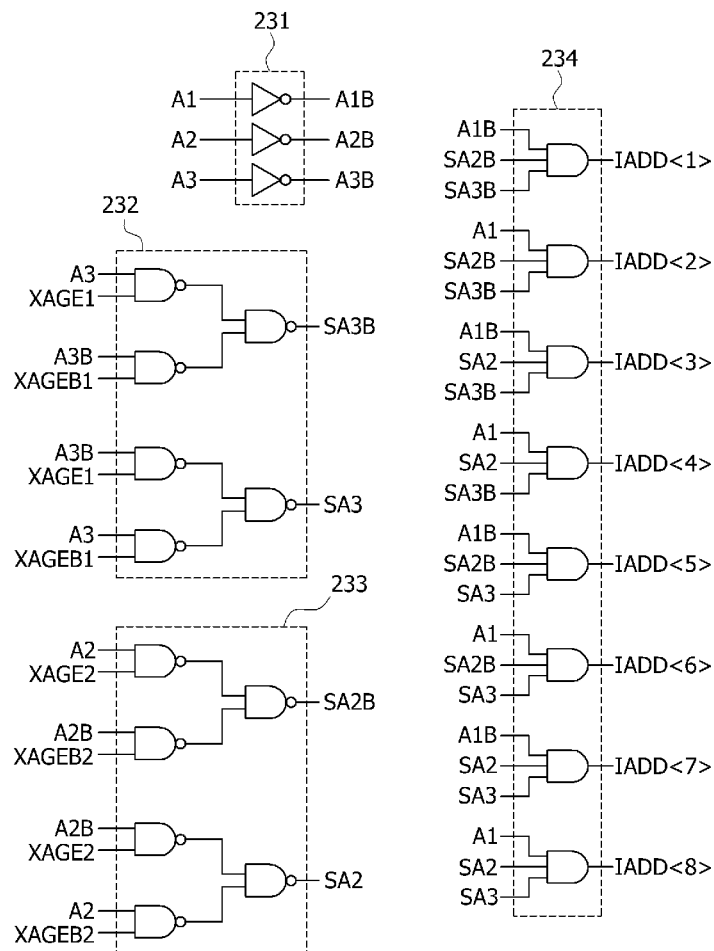 231
A1 A1B
A2 A2B
A3 A3B
232
A3
XAGE1
SA3B
A3B
XAGEB1
A3B
XAGE1
SA3
A3
XAGEB1
233
A2
XAGE2
SA2B
A2B
XAGEB2
A2B
XAGE2
SA2
A2
XAGEB2
234
A1B
SA2B IADD<1>
SA3B
A1
SA2B IADD<2>
SA3B
A1B
SA2 IADD<3>
SA3B
A1
SA2 IADD<4>
SA3B
A1B
SA2B IADD<5>
SA3
A1
SA2B IADD<6>
SA3
A1B
SA2 IADD<7>
SA3
A1
SA2 IADD<8>
SA3